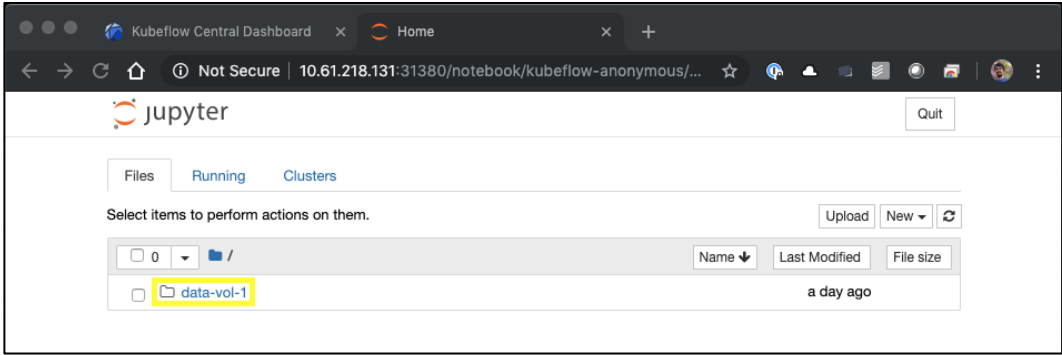 Kubeflow Central Dashboard × Home × +
Not Secure | 10.61.218.131:31380/notebook/kubeflow-anonymous/...
jupyter Quit
Files Running Clusters
Select items to perform actions on them. Upload New
0 / Name Last Modified File size
data-vol-1 a day ago